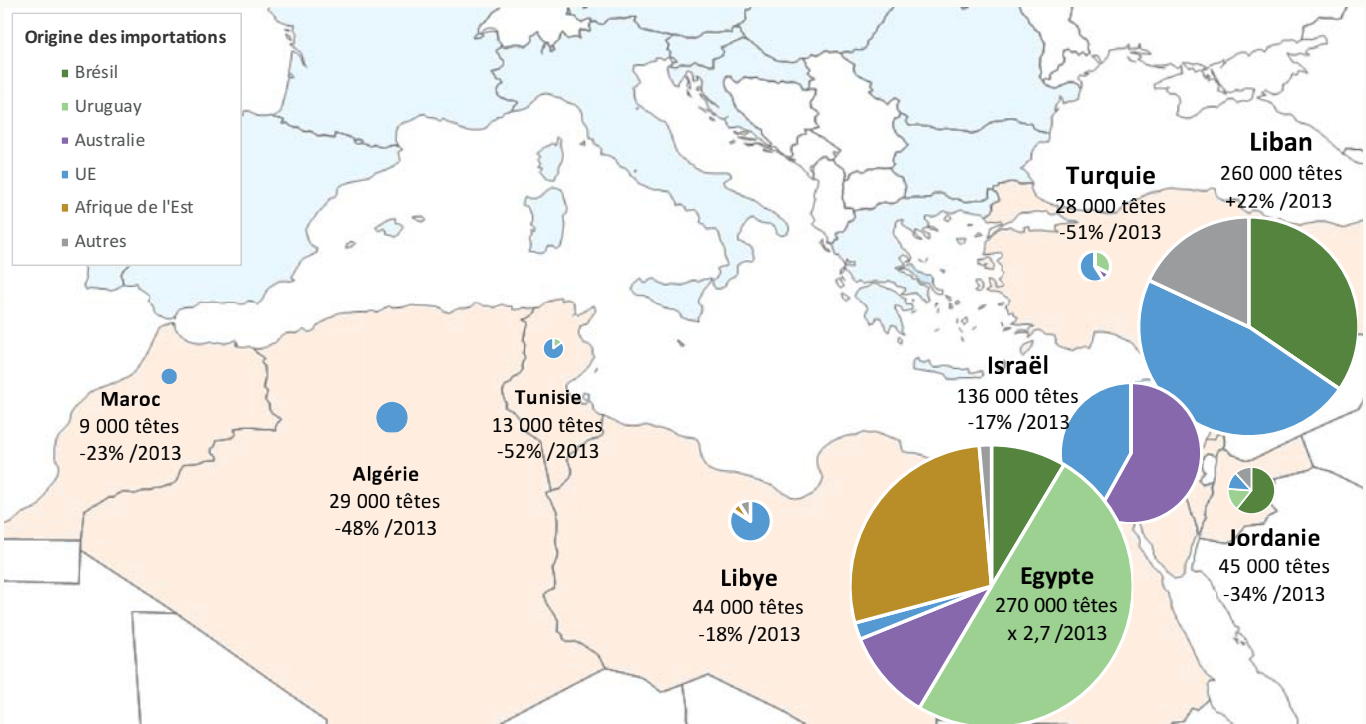 Origine des importations
Brésil
Uruguay
Australie
UE
Afrique de l'Est
Autres
Liban
260 000 têtes
+22% /2013
Turquie
28 000 têtes
-51% /2013
Israël
136 000 têtes
-17% /2013
Maroc
9 000 têtes
-23% /2013
Algérie
29 000 têtes
-48% /2013
Tunisie
13 000 têtes
-52% /2013
Libye
44 000 têtes
-18% /2013
Egypte
270 000 têtes
x 2,7 /2013
Jordanie
45 000 têtes
-34% /2013